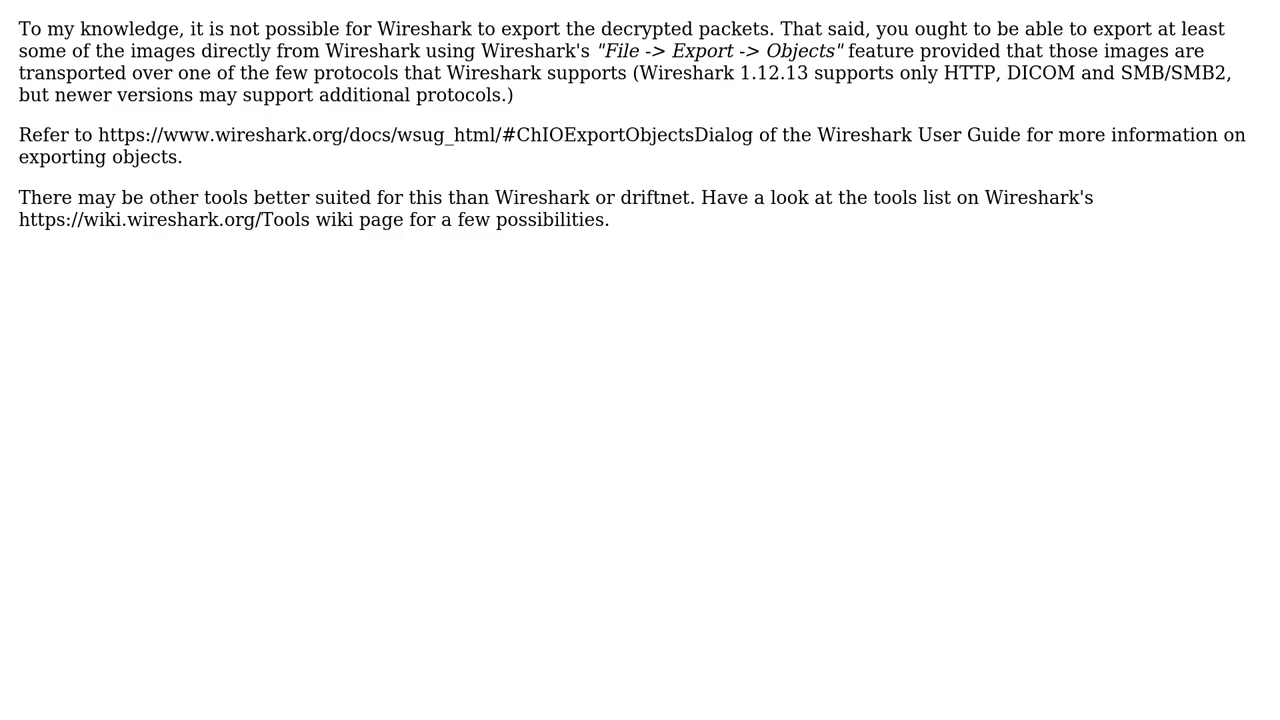 To my knowledge, it is not possible for Wireshark to export the decrypted packets. That said, you ought to be able to export at least
some of the images directly from Wireshark using Wireshark's "File -> Export -> Objects" feature provided that those images are
transported over one of the few protocols that Wireshark supports (Wireshark 1.12.13 supports only HTTP, DICOM and SMB/SMB2,
but newer versions may support additional protocols.)
Refer to https://www.wireshark.org/docs/wsug_html/#ChIOExportObjectsDialog of the Wireshark User Guide for more information on
exporting objects.
There may be other tools better suited for this than Wireshark or driftnet. Have a look at the tools list on Wireshark's
https://wiki.wireshark.org/Tools wiki page for a few possibilities.